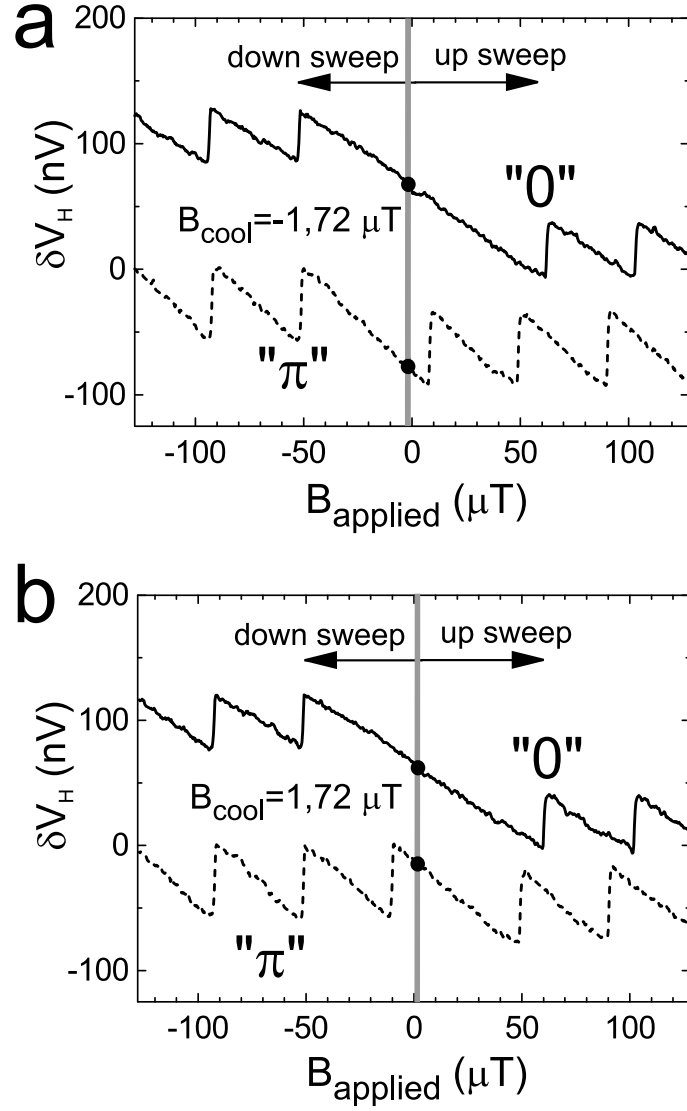 a
200
down sweep up sweep
100
"0"
B_cool=-1,72 μT
0
"π"
-100
δV_H (nV)
-100 -50 0 50 100
B_applied (μT)
b
200
down sweep up sweep
100
"0"
B_cool=1,72 μT
0
"π"
-100
δV_H (nV)
-100 -50 0 50 100
B_applied (μT)